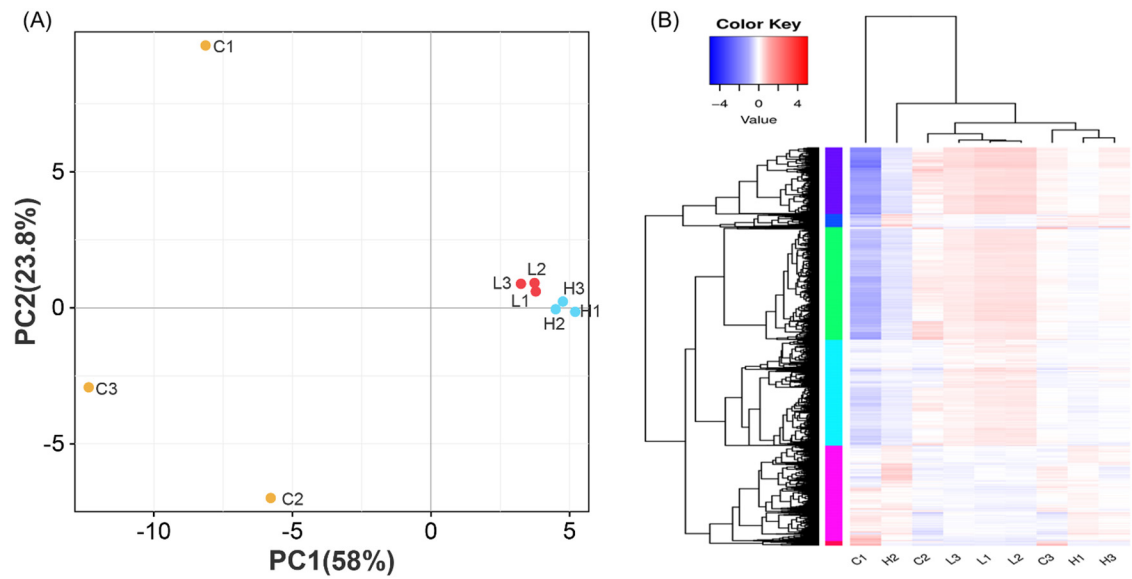 (A)
C1
5
PC2(23.8%)
L3
L2
H3
0
L1
H2
H1
C3
-5
C2
-10
-5
0
5
PC1(58%)
(B)
Color Key
−4
0
4
Value
C1
H2
C2
L3
L1
L2
C3
H1
H3